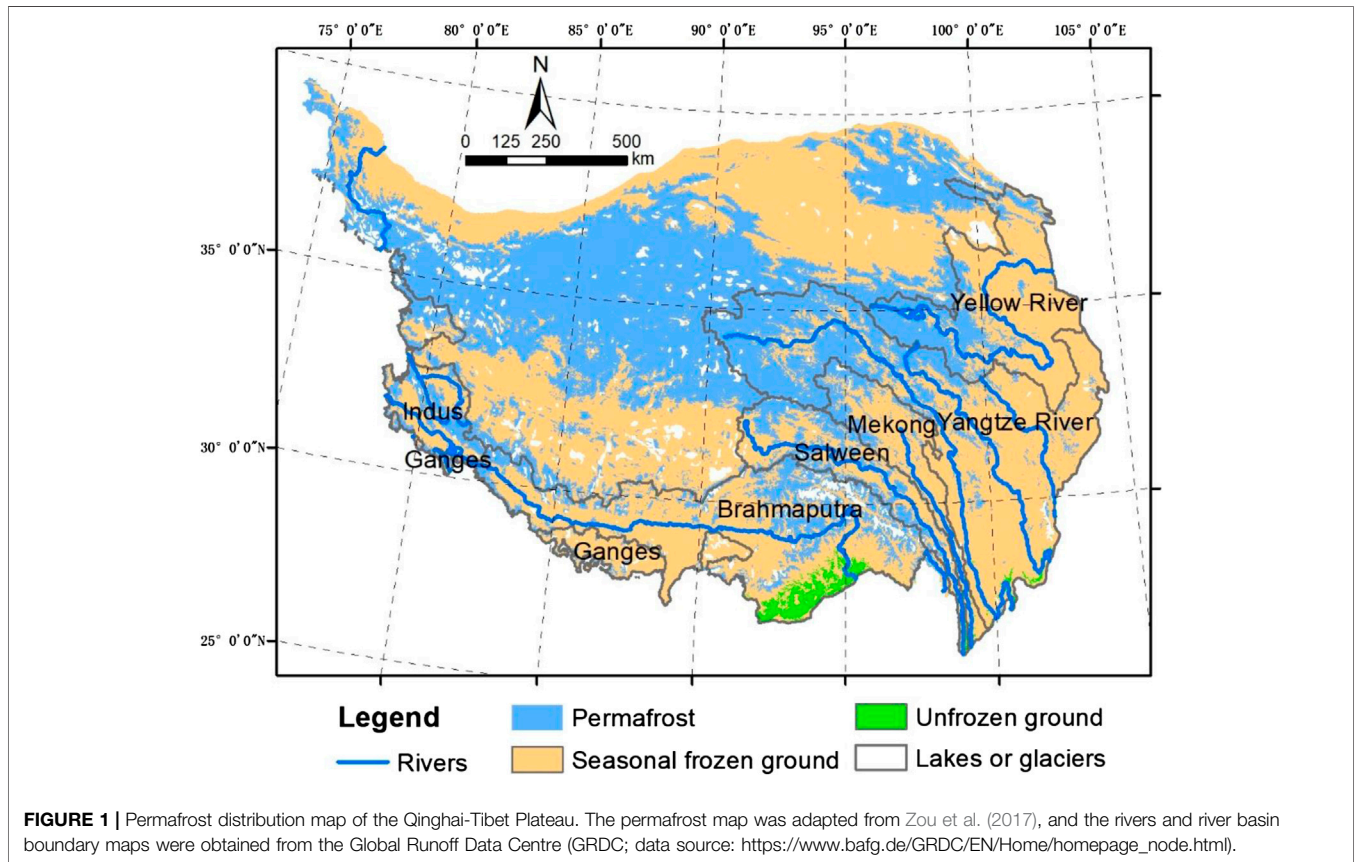 75° 0'0"E 80° 0'0"E 85° 0'0"E 90° 0'0"E 95° 0'0"E 100° 0'0"E 105° 0'0"E
N
0 125 250 500
km
35° 0'0"N
Yellow River
Indus
Mekong Yangtze River
30° 0'0"N
Salween
Ganges
Brahmaputra
Ganges
25° 0'0"N
Legend
Permafrost
Unfrozen ground
Rivers
Seasonal frozen ground
Lakes or glaciers
FIGURE 1 | Permafrost distribution map of the Qinghai-Tibet Plateau. The permafrost map was adapted from Zou et al. (2017), and the rivers and river basin
boundary maps were obtained from the Global Runoff Data Centre (GRDC; data source: https://www.bafg.de/GRDC/EN/Home/homepage_node.html).